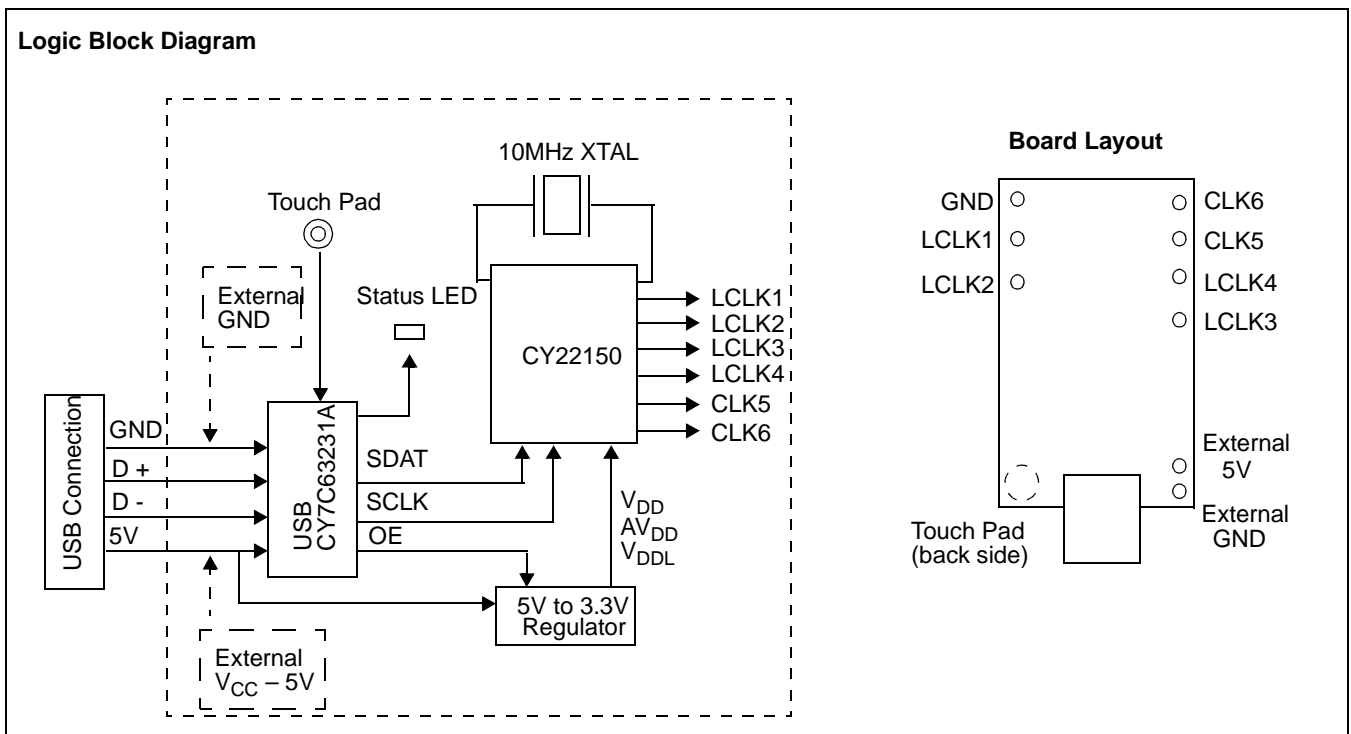 Logic Block Diagram
10MHz XTAL
Touch Pad
External
GND
Status LED
CY22150
LCLK1
LCLK2
LCLK3
LCLK4
CLK5
CLK6
USB Connection
GND
D +
D -
5V
USB
CY7C63231A
SDAT
SCLK
OE
VDD
AVDD
VDDL
5V to 3.3V
Regulator
External
VCC – 5V
Board Layout
GND
LCLK1
LCLK2
CLK6
CLK5
LCLK4
LCLK3
External
5V
External
GND
Touch Pad
(back side)